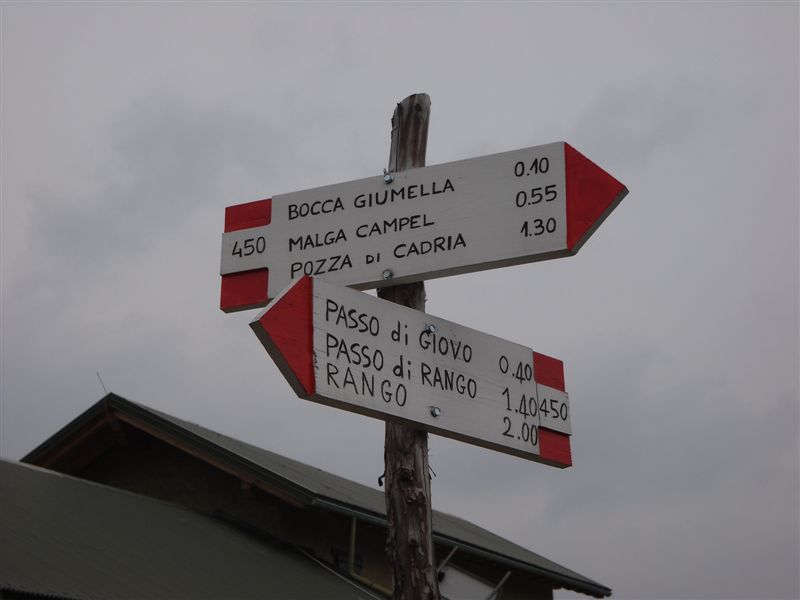 BOCCA GIUMELLA 0.10
450 MALGA CAMPEL 0.55
POZZA di CADRIA 1.30
PASSO di GIOVO 0.40
PASSO di RANGO 1.40 450
RANGO 2.00